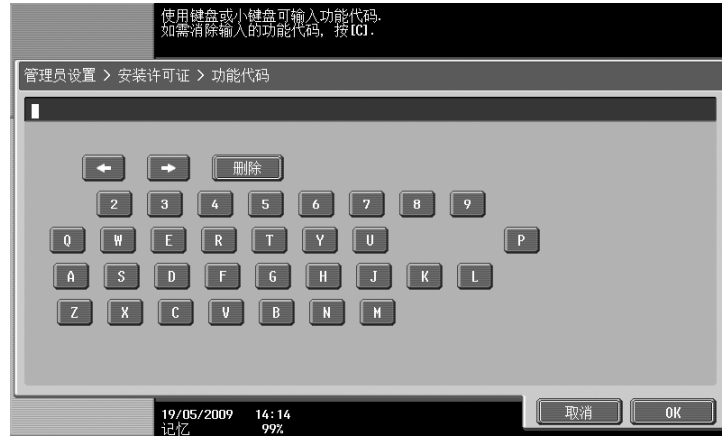 使用键盘或小键盘可输入功能代码.
如需消除输入的功能代码, 按[C].
管理员设置 > 安装许可证 > 功能代码
删除
2 3 4 5 6 7 8 9
Q W E R T Y U P
A S D F G H J K L
Z X C V B N M
取消 OK
19/05/2009 14:14
记忆 99%